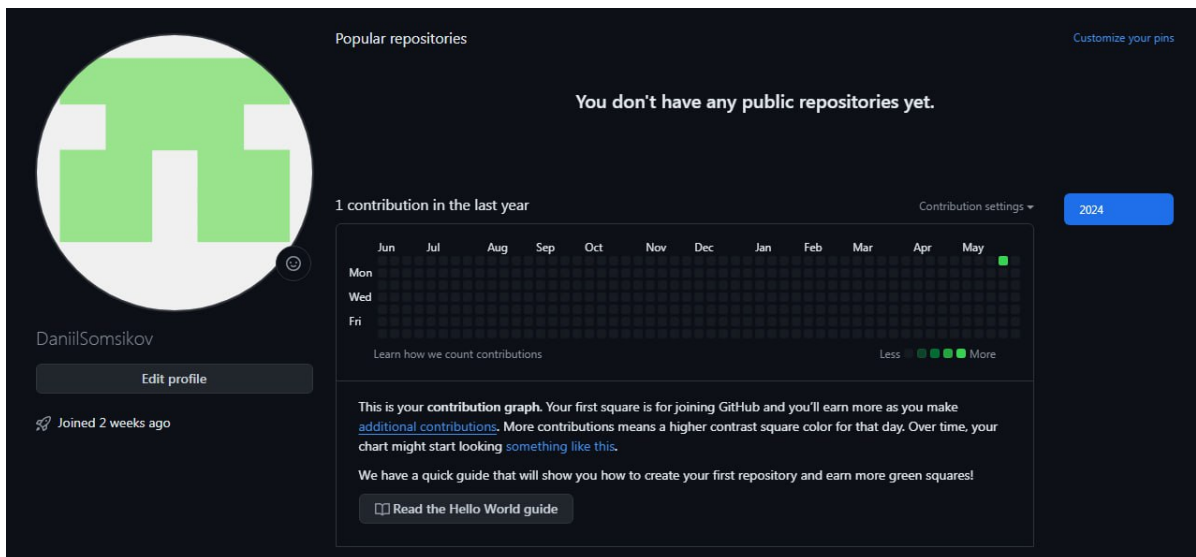 Popular repositories
Customize your pins
You don't have any public repositories yet.
1 contribution in the last year
Contribution settings
2024
Jun Jul Aug Sep Oct Nov Dec Jan Feb Mar Apr May
Mon
Wed
Fri
Learn how we count contributions
Less More
DaniilSomsikov
Edit profile
Joined 2 weeks ago
This is your contribution graph. Your first square is for joining GitHub and you'll earn more as you make
additional contributions. More contributions means a higher contrast square color for that day. Over time, your
chart might start looking something like this.
We have a quick guide that will show you how to create your first repository and earn more green squares!
Read the Hello World guide